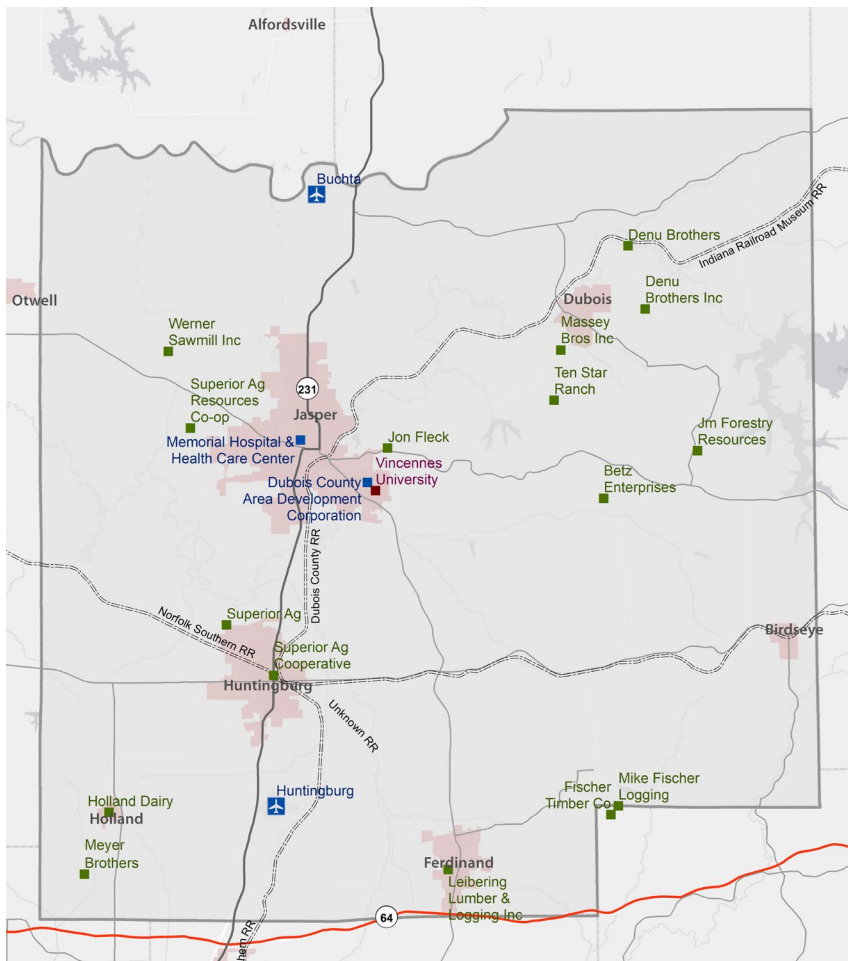 Alfordsville
Buchta
Indiana Railroad Museum RR
Denu Brothers
Otwell
Dubois
Denu
Brothers Inc
Werner
Sawmill Inc
Massey
Bros Inc
Superior Ag
Resources
Co-op
231
Jasper
Ten Star
Ranch
Memorial Hospital &
Health Care Center
Jon Fleck
Jm Forestry
Resources
Vincennes
University
Dubois County
Area Development
Corporation
Betz
Enterprises
Dubois County RR
Superior Ag
Norfolk Southern RR
Superior Ag
Cooperative
Birdseye
Huntingburg
Unknown RR
Huntingburg
Holland Dairy
Holland
Fischer
Timber Co
Mike Fischer
Logging
Meyer
Brothers
Ferdinand
Leibering
Lumber &
Logging Inc
64
hern RR